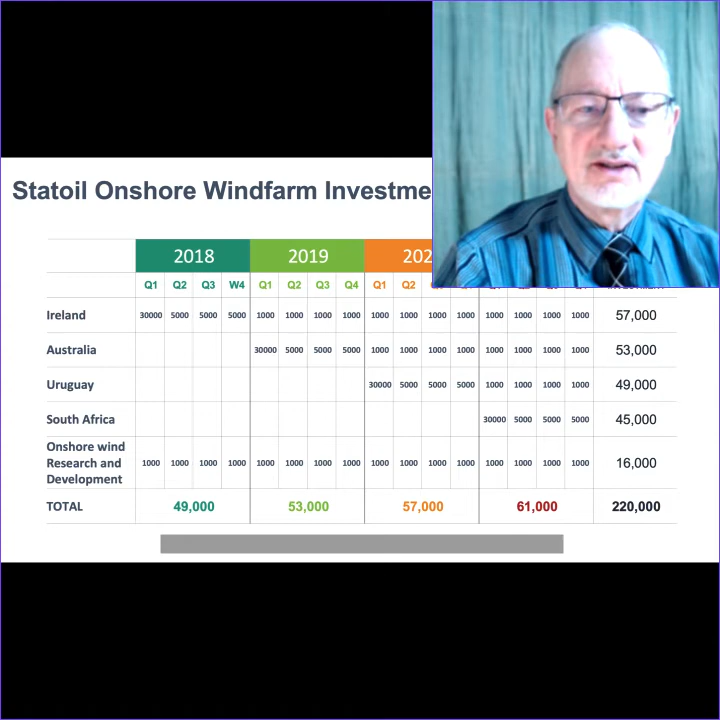 Statoil Onshore Windfarm Investme
2018 2019 202
Q1 Q2 Q3 W4 Q1 Q2 Q3 Q4 Q1 Q2
Ireland 30000 5000 5000 5000 1000 1000 1000 1000 1000 1000 1000 1000 1000 1000 1000 1000 57,000
Australia 30000 5000 5000 5000 1000 1000 1000 1000 1000 1000 1000 1000 53,000
Uruguay 30000 5000 5000 5000 1000 1000 1000 1000 49,000
South Africa 30000 5000 5000 5000 45,000
Onshore wind
Research and 1000 1000 1000 1000 1000 1000 1000 1000 1000 1000 1000 1000 1000 1000 1000 1000 16,000
Development
TOTAL 49,000 53,000 57,000 61,000 220,000